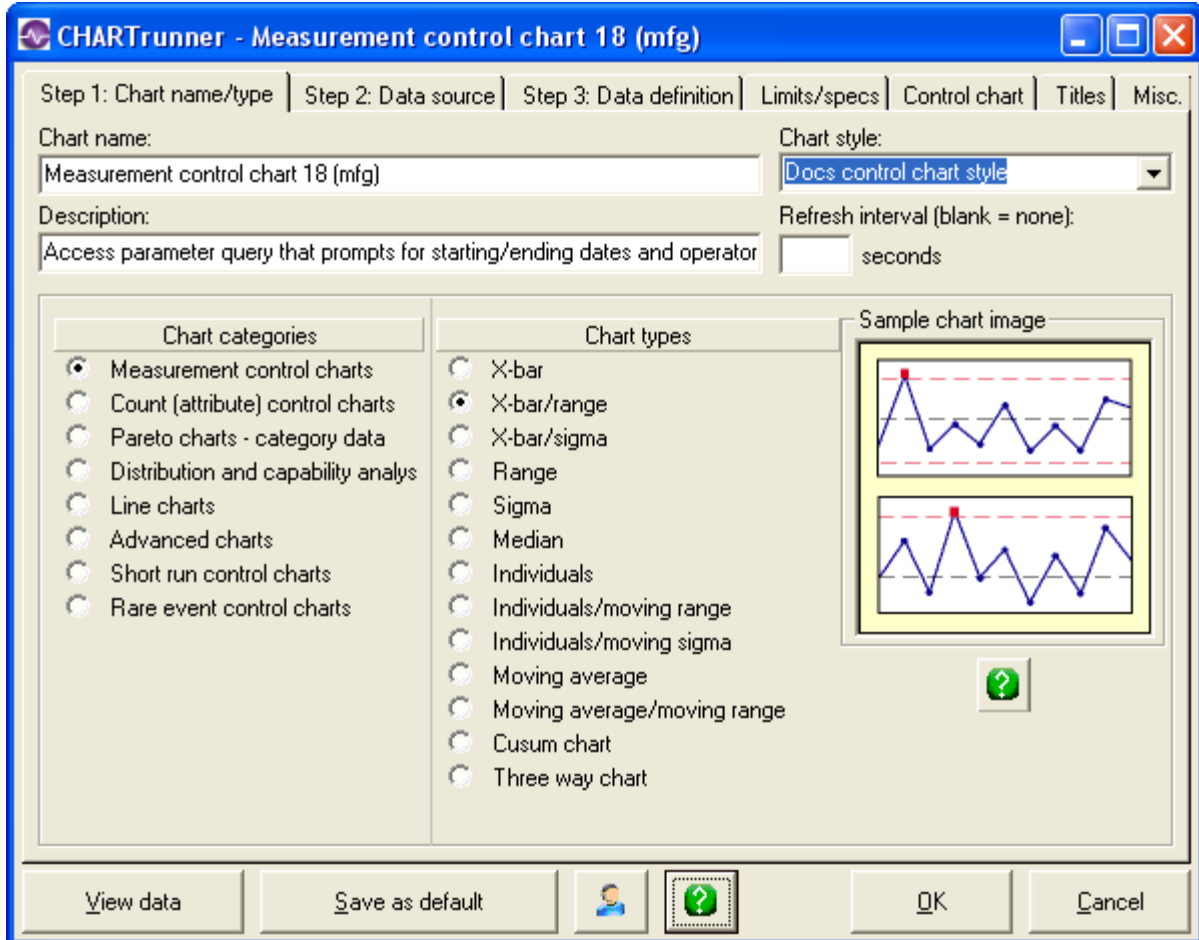 CHARTrunner - Measurement control chart 18 (mfg)
Step 1: Chart name/type Step 2: Data source Step 3: Data definition Limits/specs Control chart Titles Misc.
Chart name:
Measurement control chart 18 (mfg)
Chart style:
Docs control chart style
Description:
Access parameter query that prompts for starting/ending dates and operator
Refresh interval (blank = none):
seconds
Chart categories
Measurement control charts
Count (attribute) control charts
Pareto charts - category data
Distribution and capability analys
Line charts
Advanced charts
Short run control charts
Rare event control charts
Chart types
X-bar
X-bar/range
X-bar/sigma
Range
Sigma
Median
Individuals
Individuals/moving range
Individuals/moving sigma
Moving average
Moving average/moving range
Cusum chart
Three way chart
Sample chart image
?
View data Save as default ? OK Cancel